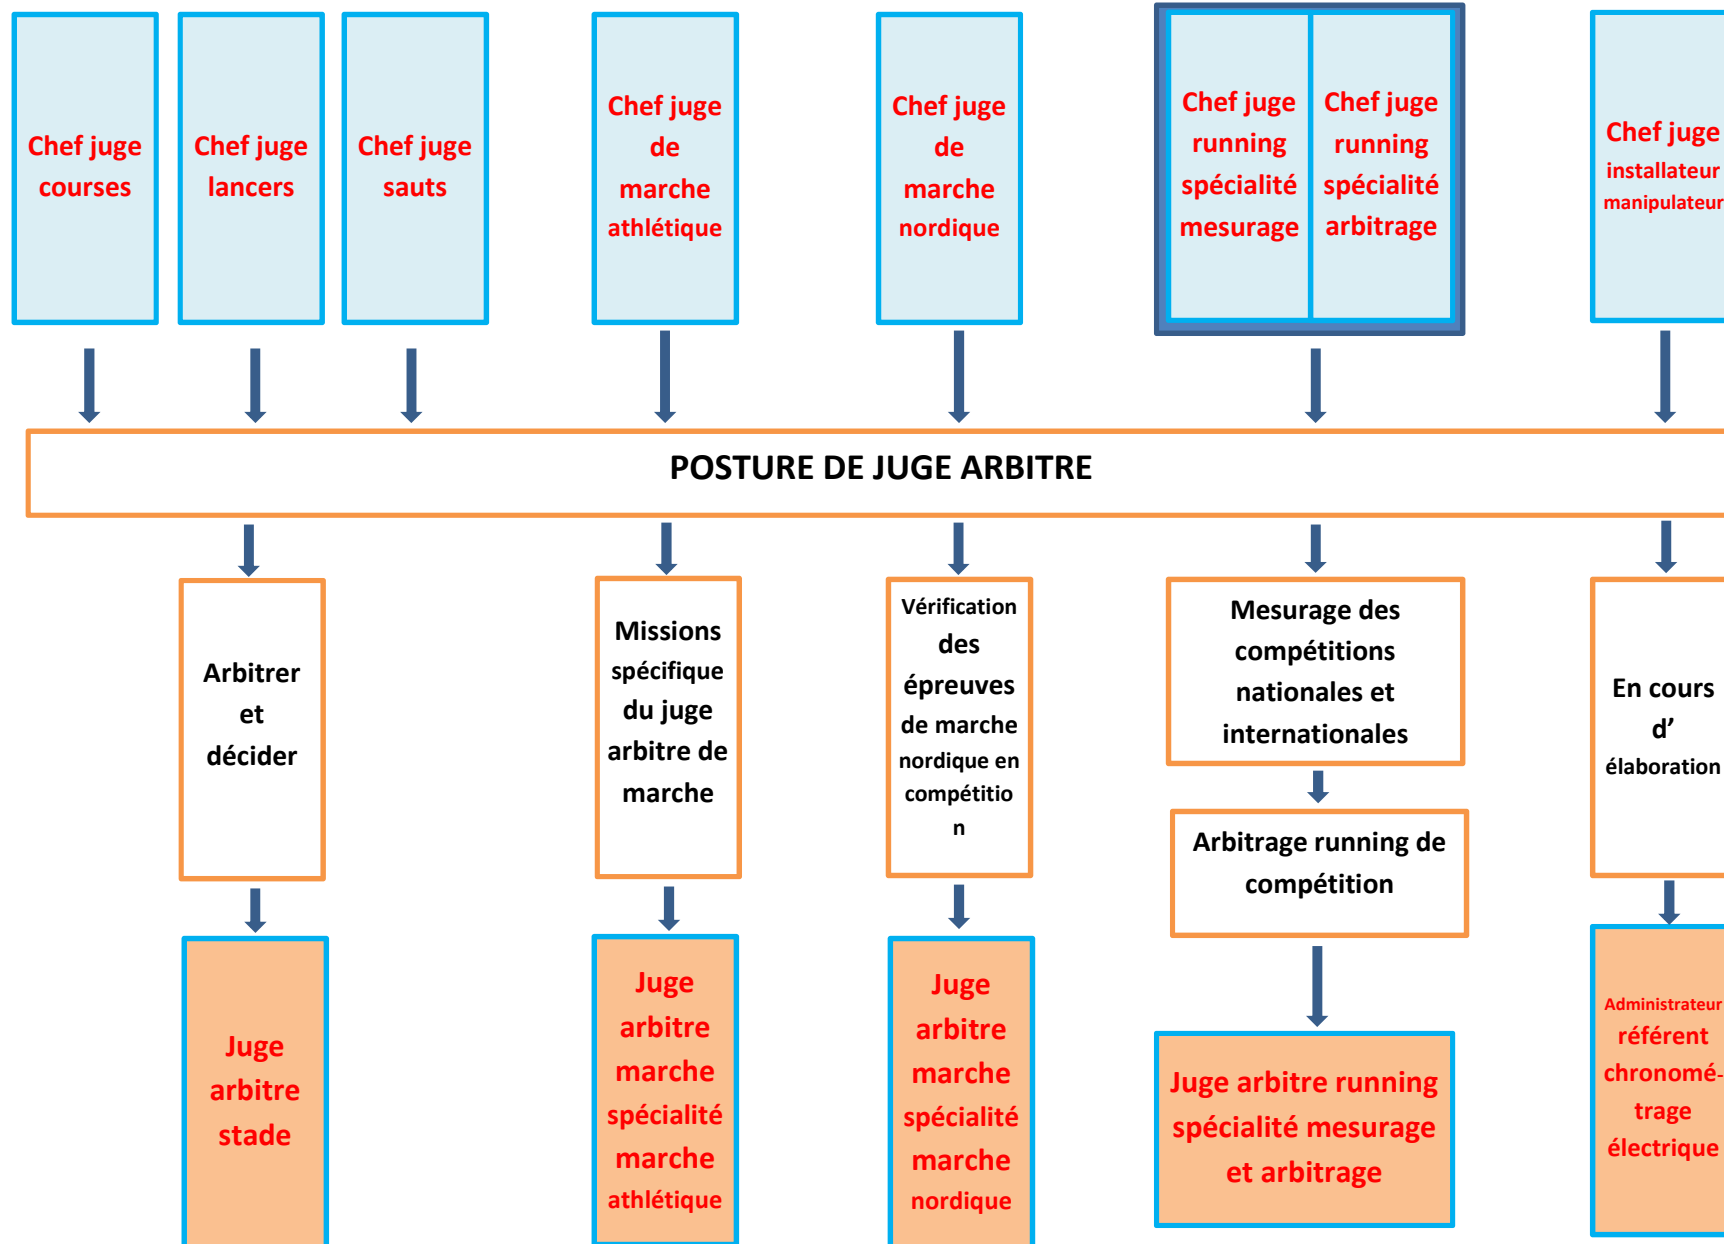 Chef juge
courses
Chef juge
lancers
Chef juge
sauts
Chef juge
de
marche
athlétique
Chef juge
de
marche
nordique
Chef juge
running
spécialité
mesurage
Chef juge
running
spécialité
arbitrage
Chef juge
installateur
manipulateur
POSTURE DE JUGE ARBITRE
Arbitrer
et
décider
Missions
spécifique
du juge
arbitre de
marche
Vérification
des
épreuves
de marche
nordique en
compétitio
n
Mesurage des
compétitions
nationales et
internationales
Arbitrage running de
compétition
En cours
d’
élaboration
Juge
arbitre
stade
Juge
arbitre
marche
spécialité
marche
athlétique
Juge
arbitre
marche
spécialité
marche
nordique
Juge arbitre running
spécialité mesurage
et arbitrage
Administrateur
référent
chronomé-
trage
électrique